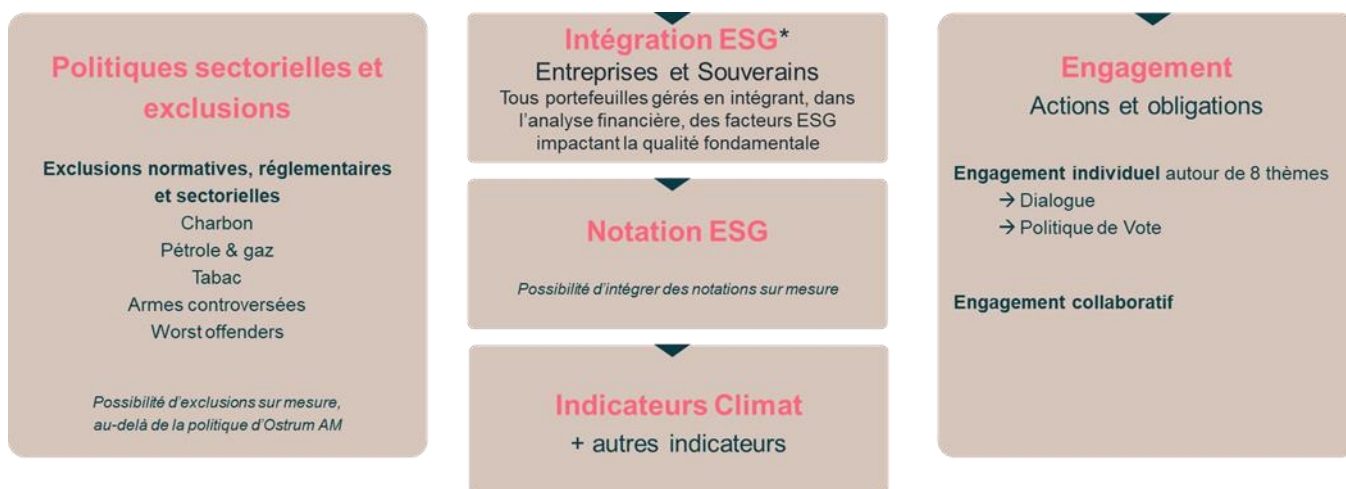 Politiques sectorielles et
exclusions
Exclusions normatives, réglementaires
et sectorielles
Charbon
Pétrole & gaz
Tabac
Armes controversées
Worst offenders
Possibilité d'exclusions sur mesure,
au-delà de la politique d'Ostrum AM
Intégration ESG*
Entreprises et Souverains
Tous portefeuilles gérés en intégrant, dans
l'analyse financière, des facteurs ESG
impactant la qualité fondamentale
Notation ESG
Possibilité d'intégrer des notations sur mesure
Indicateurs Climat
+ autres indicateurs
Engagement
Actions et obligations
Engagement individuel autour de 8 thèmes
→ Dialogue
→ Politique de Vote
Engagement collaboratif